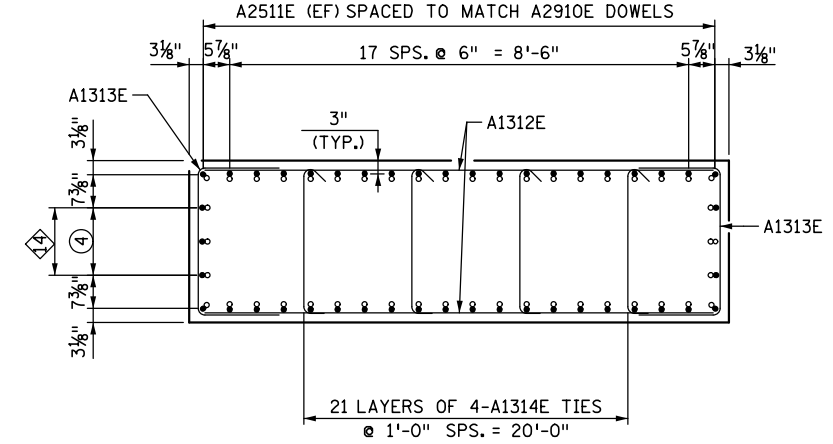 A2511E (EF) SPACED TO MATCH A2910E DOWELS
3⅛" 5⅞" 17 SPS. @ 6" = 8'-6" 5⅞" 3⅛"
A1313E
3"
(TYP.)
A1312E
3⅛"
7⅜"
14
4
7⅜"
3⅛"
A1313E
21 LAYERS OF 4-A1314E TIES
@ 1'-0" SPS. = 20'-0"